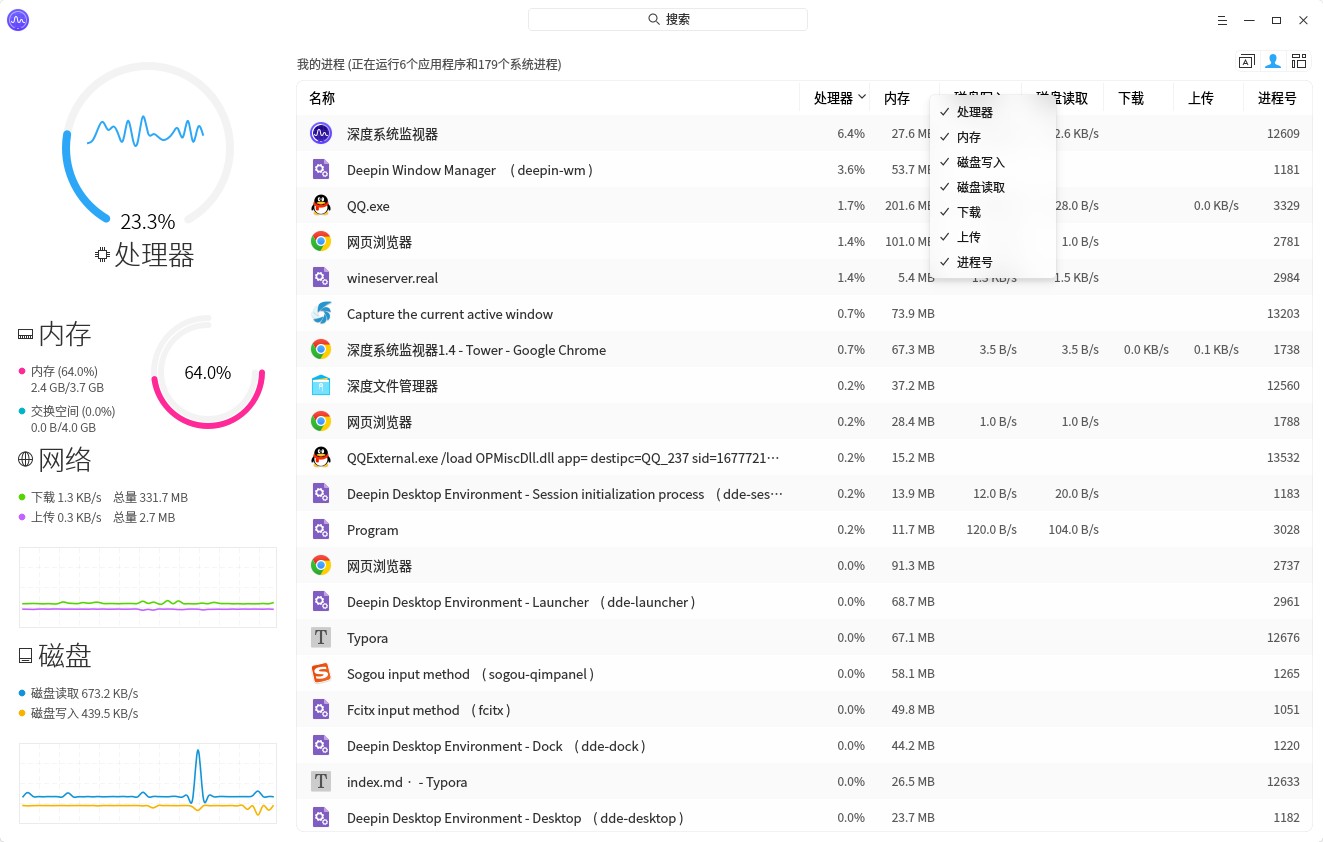 搜索
我的进程 (正在运行6个应用程序和179个系统进程)
23.3%
处理器
内存
内存 (64.0%)
2.4 GB/3.7 GB
交换空间 (0.0%)
0.0 B/4.0 GB
64.0%
网络
下载 1.3 KB/s 总量 331.7 MB
上传 0.3 KB/s 总量 2.7 MB
磁盘
磁盘读取 673.2 KB/s
磁盘写入 439.5 KB/s
名称 处理器 内存 磁盘写入 磁盘读取 下载 上传 进程号
处理器
内存
磁盘写入
磁盘读取
下载
上传
进程号
深度系统监视器 6.4% 27.6 MB 12609
Deepin Window Manager (deepin-wm) 3.6% 53.7 MB 1181
QQ.exe 1.7% 201.6 MB 0.0 KB/s 3329
网页浏览器 1.4% 101.0 MB 1.0 B/s 2781
wineserver.real 1.4% 5.4 MB 1.5 KB/s 1.5 KB/s 2984
Capture the current active window 0.7% 73.9 MB 13203
深度系统监视器1.4 - Tower - Google Chrome 0.7% 67.3 MB 3.5 B/s 3.5 B/s 0.0 KB/s 0.1 KB/s 1738
深度文件管理器 0.2% 37.2 MB 12560
网页浏览器 0.2% 28.4 MB 1.0 B/s 1.0 B/s 1788
QQExternal.exe /load OPMiscDll.dll app= destipc=QQ_237 sid=1677721··· 0.2% 15.2 MB 13532
Deepin Desktop Environment - Session initialization process (dde-ses··· 0.2% 13.9 MB 12.0 B/s 20.0 B/s 1183
Program 0.2% 11.7 MB 120.0 B/s 104.0 B/s 3028
网页浏览器 0.0% 91.3 MB 2737
Deepin Desktop Environment - Launcher (dde-launcher) 0.0% 68.7 MB 2961
Typora 0.0% 67.1 MB 12676
Sogou input method (sogou-qimpanel) 0.0% 58.1 MB 1265
Fcitx input method (fcitx) 0.0% 49.8 MB 1051
Deepin Desktop Environment - Dock (dde-dock) 0.0% 44.2 MB 1220
index.md · - Typora 0.0% 26.5 MB 12633
Deepin Desktop Environment - Desktop (dde-desktop) 0.0% 23.7 MB 1182